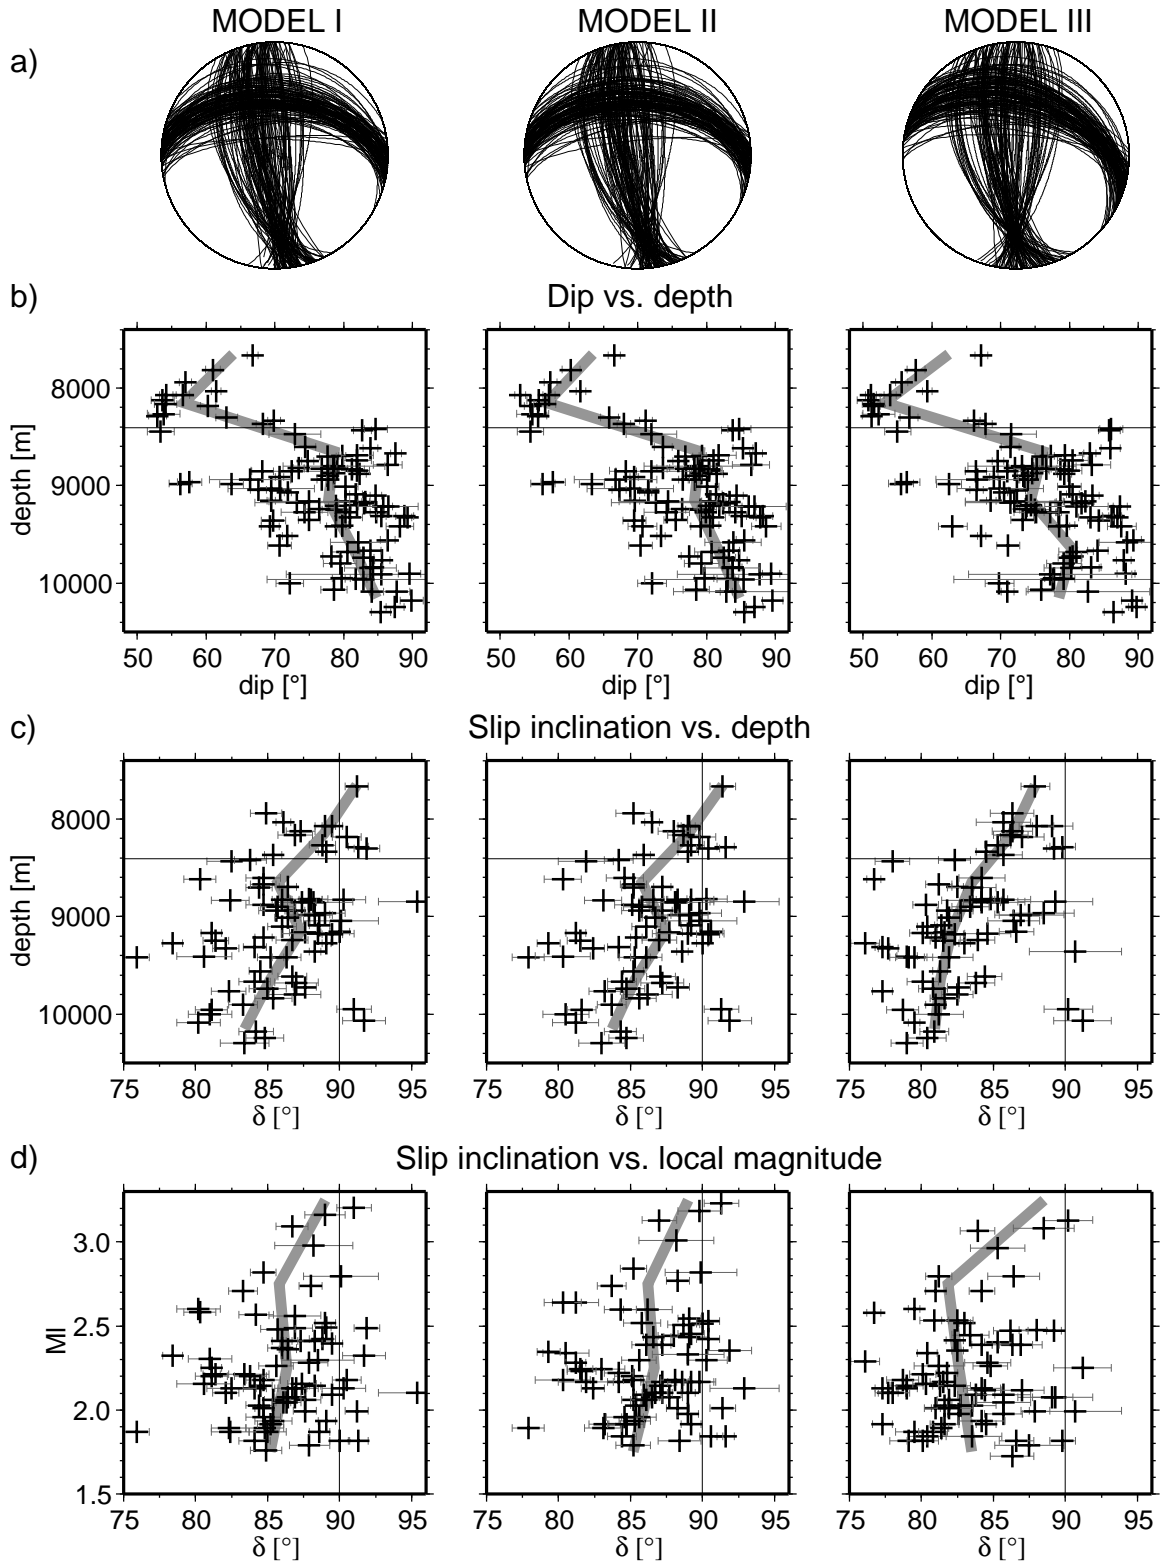 MODEL I MODEL II MODEL III
a)
b) Dip vs. depth
8000
9000
10000
depth [m]
50 60 70 80 90 50 60 70 80 90 50 60 70 80 90
dip [°] dip [°] dip [°]
c) Slip inclination vs. depth
8000
9000
10000
depth [m]
75 80 85 90 95 75 80 85 90 95 75 80 85 90 95
δ [°] δ [°] δ [°]
d) Slip inclination vs. local magnitude
3.0
2.5
2.0
1.5
Ml
75 80 85 90 95 75 80 85 90 95 75 80 85 90 95
δ [°] δ [°] δ [°]